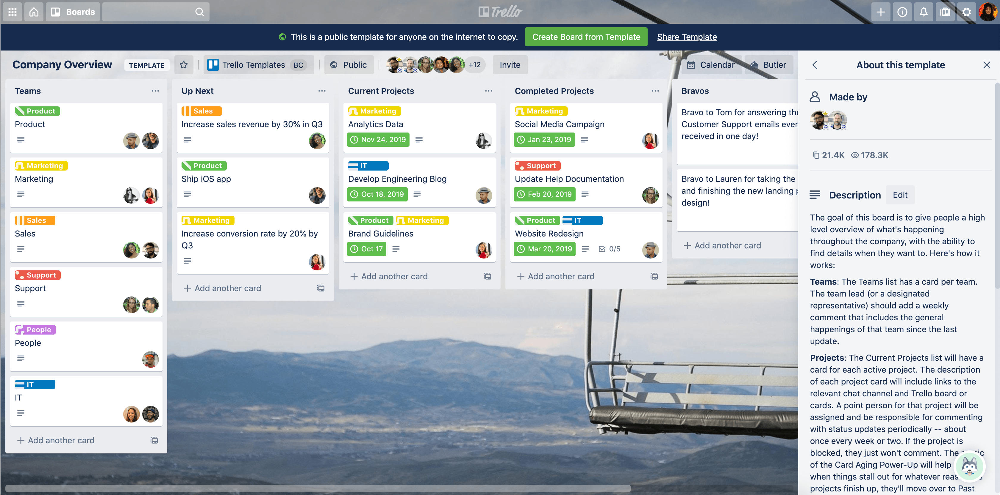 Boards
Trello
This is a public template for anyone on the internet to copy.
Create Board from Template
Share Template
Company Overview
TEMPLATE
Trello Templates
BC
Public
+12
Invite
Calendar
Butler
Teams
Product
Product
Marketing
Marketing
Sales
Sales
Support
Support
People
People
IT
IT
+ Add another card
Up Next
Sales
Increase sales revenue by 30% in Q3
Product
Ship iOS app
Marketing
Increase conversion rate by 20% by
Q3
+ Add another card
Current Projects
Marketing
Analytics Data
Nov 24, 2019
IT
Develop Engineering Blog
Oct 18, 2019
Product Marketing
Brand Guidelines
Oct 17
+ Add another card
Completed Projects
Marketing
Social Media Campaign
Jan 23, 2019
Support
Update Help Documentation
Feb 20, 2019
Product IT
Website Redesign
Mar 20, 2019 0/5
+ Add another card
Bravos
Bravo to Tom for answering the
Customer Support emails ever
received in one day!
Bravo to Lauren for taking the
and finishing the new landing
design!
+ Add another card
About this template
Made by
21.4K 178.3K
Description
Edit
The goal of this board is to give people a high
level overview of what's happening
throughout the company, with the ability to
find details when they want to. Here's how it
works:
Teams: The Teams list has a card per team.
The team lead (or a designated
representative) should add a weekly
comment that includes the general
happenings of that team since the last
update.
Projects: The Current Projects list will have a
card for each active project. The description
of each project card will include links to the
relevant chat channel and Trello board or
cards. A point person for that project will be
assigned and be responsible for commenting
with status updates periodically -- about
once every week or two. If the project is
blocked, they just won't comment. The
of the Card Aging Power-Up will help
when things stall out for whatever
projects finish up, they'll move over to Past